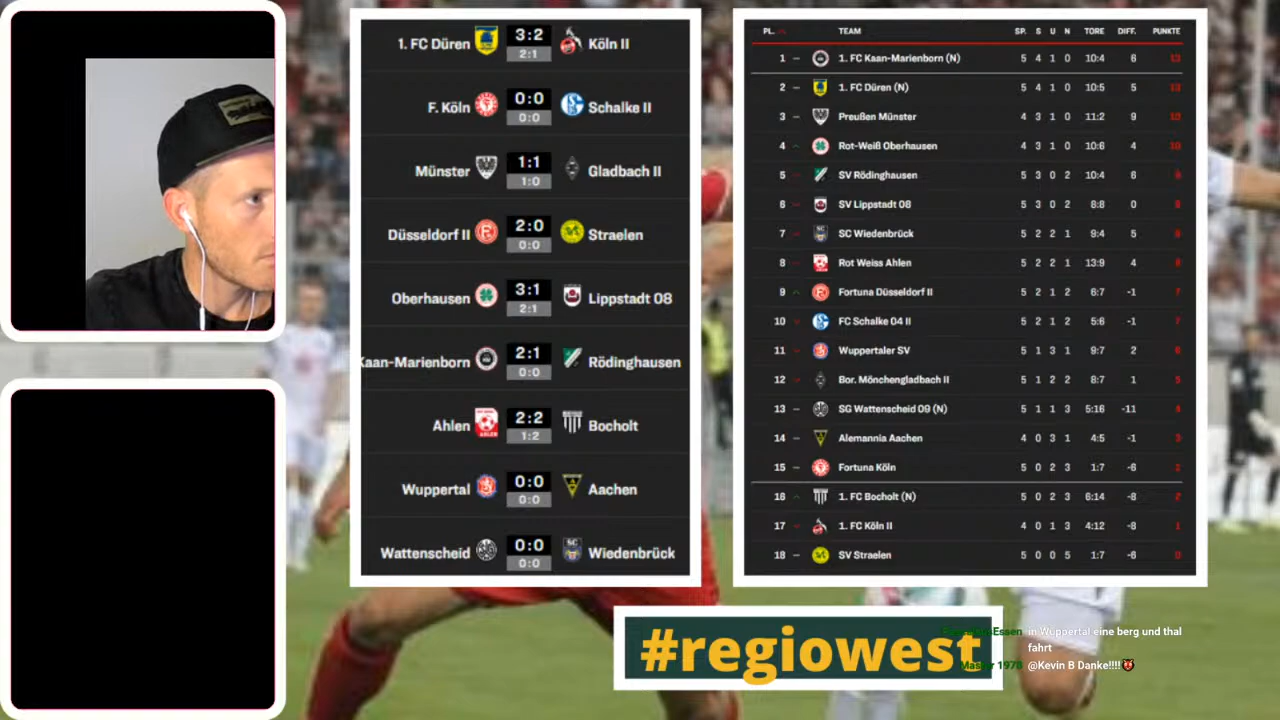 1. FC Düren 3:2 Köln II
2:1
F. Köln 0:0 Schalke II
0:0
Münster 1:1 Gladbach II
1:0
Düsseldorf II 2:0 Straelen
0:0
Oberhausen 3:1 Lippstadt 08
2:1
Kaan-Marienborn 2:1 Rödinghausen
0:0
Ahlen 2:2 Bocholt
1:2
Wuppertal 0:0 Aachen
0:0
Wattenscheid 0:0 Wiedenbrück
0:0
PL. TEAM SP. S U N TORE DIFF. PUNKTE
1 – 1. FC Kaan-Marienborn (N) 5 4 1 0 10:4 6 13
2 – 1. FC Düren (N) 5 4 1 0 10:5 5 13
3 – Preußen Münster 4 3 1 0 11:2 9 10
4 Rot-Weiß Oberhausen 4 3 1 0 10:6 4 10
5 SV Rödinghausen 5 3 0 2 10:4 6 9
6 SV Lippstadt 08 5 3 0 2 8:8 0 9
7 SC Wiedenbrück 5 2 2 1 9:4 5 8
8 Rot Weiss Ahlen 5 2 2 1 13:9 4 8
9 Fortuna Düsseldorf II 5 2 1 2 6:7 -1 7
10 FC Schalke 04 II 5 2 1 2 5:6 -1 7
11 Wuppertaler SV 5 1 3 1 9:7 2 6
12 Bor. Mönchengladbach II 5 1 2 2 8:7 1 5
13 – SG Wattenscheid 09 (N) 5 1 1 3 5:16 -11 4
14 – Alemannia Aachen 4 0 3 1 4:5 -1 3
15 – Fortuna Köln 5 0 2 3 1:7 -6 2
16 1. FC Bocholt (N) 5 0 2 3 6:14 -8 2
17 1. FC Köln II 4 0 1 3 4:12 -8 1
18 – SV Straelen 5 0 0 5 1:7 -6 0
#regiowest
Essen in Wuppertal eine berg und thal
fahrt
1978 @Kevin B Danke!!!!